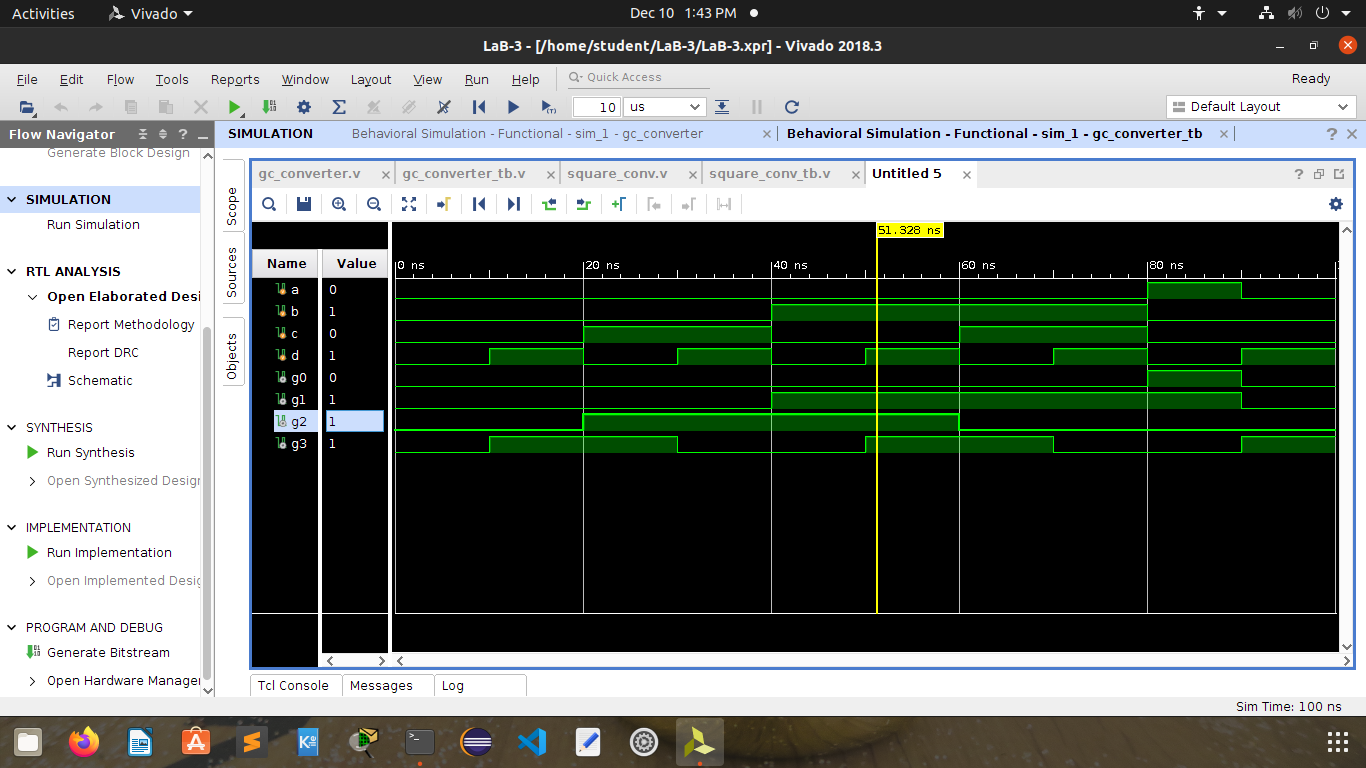 Activities Vivado Dec 10 1:43 PM
LaB-3 - [/home/student/LaB-3/LaB-3.xpr] - Vivado 2018.3
File Edit Flow Tools Reports Window Layout View Run Help Quick Access Ready
10 us Default Layout
Flow Navigator
SIMULATION Behavioral Simulation - Functional - sim_1 - gc_converter Behavioral Simulation - Functional - sim_1 - gc_converter_tb
Generate Block Design
SIMULATION
Run Simulation
RTL ANALYSIS
Open Elaborated Desi
Report Methodology
Report DRC
Schematic
SYNTHESIS
Run Synthesis
Open Synthesized Design
IMPLEMENTATION
Run Implementation
Open Implemented Desig
PROGRAM AND DEBUG
Generate Bitstream
Open Hardware Manager
Scope
Sources
Objects
gc_converter.v gc_converter_tb.v square_conv.v square_conv_tb.v Untitled 5
51.328 ns
Name Value 0 ns 20 ns 40 ns 60 ns 80 ns
a 0
b 1
c 0
d 1
g0 0
g1 1
g2 1
g3 1
Tcl Console Messages Log
Sim Time: 100 ns